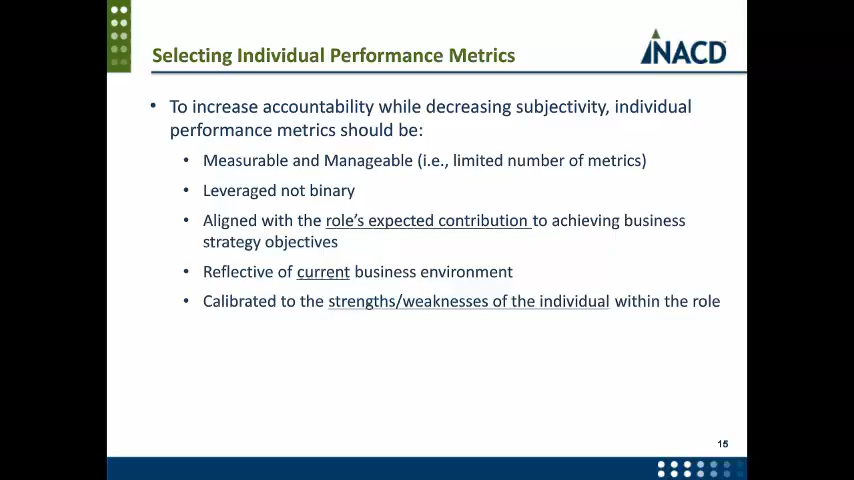 Selecting Individual Performance Metrics
NACD
• To increase accountability while decreasing subjectivity, individual
performance metrics should be:
• Measurable and Manageable (i.e., limited number of metrics)
• Leveraged not binary
• Aligned with the role's expected contribution to achieving business
strategy objectives
• Reflective of current business environment
• Calibrated to the strengths/weaknesses of the individual within the role
15